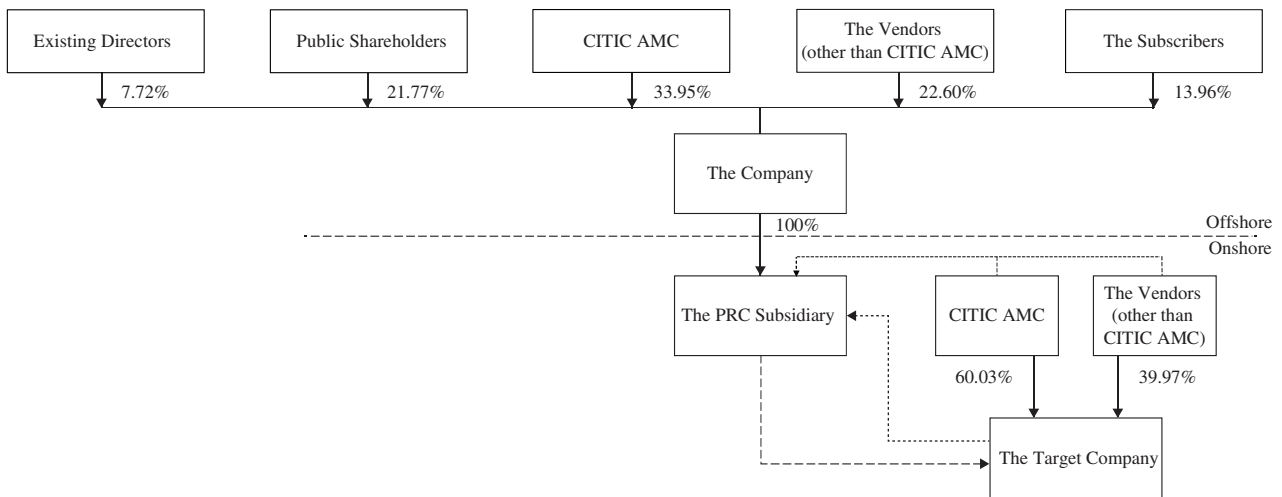 Existing Directors
Public Shareholders
CITIC AMC
The Vendors
(other than CITIC AMC)
The Subscribers
7.72%
21.77%
33.95%
22.60%
13.96%
The Company
100%
Offshore
Onshore
The PRC Subsidiary
CITIC AMC
The Vendors
(other than
CITIC AMC)
60.03%
39.97%
The Target Company